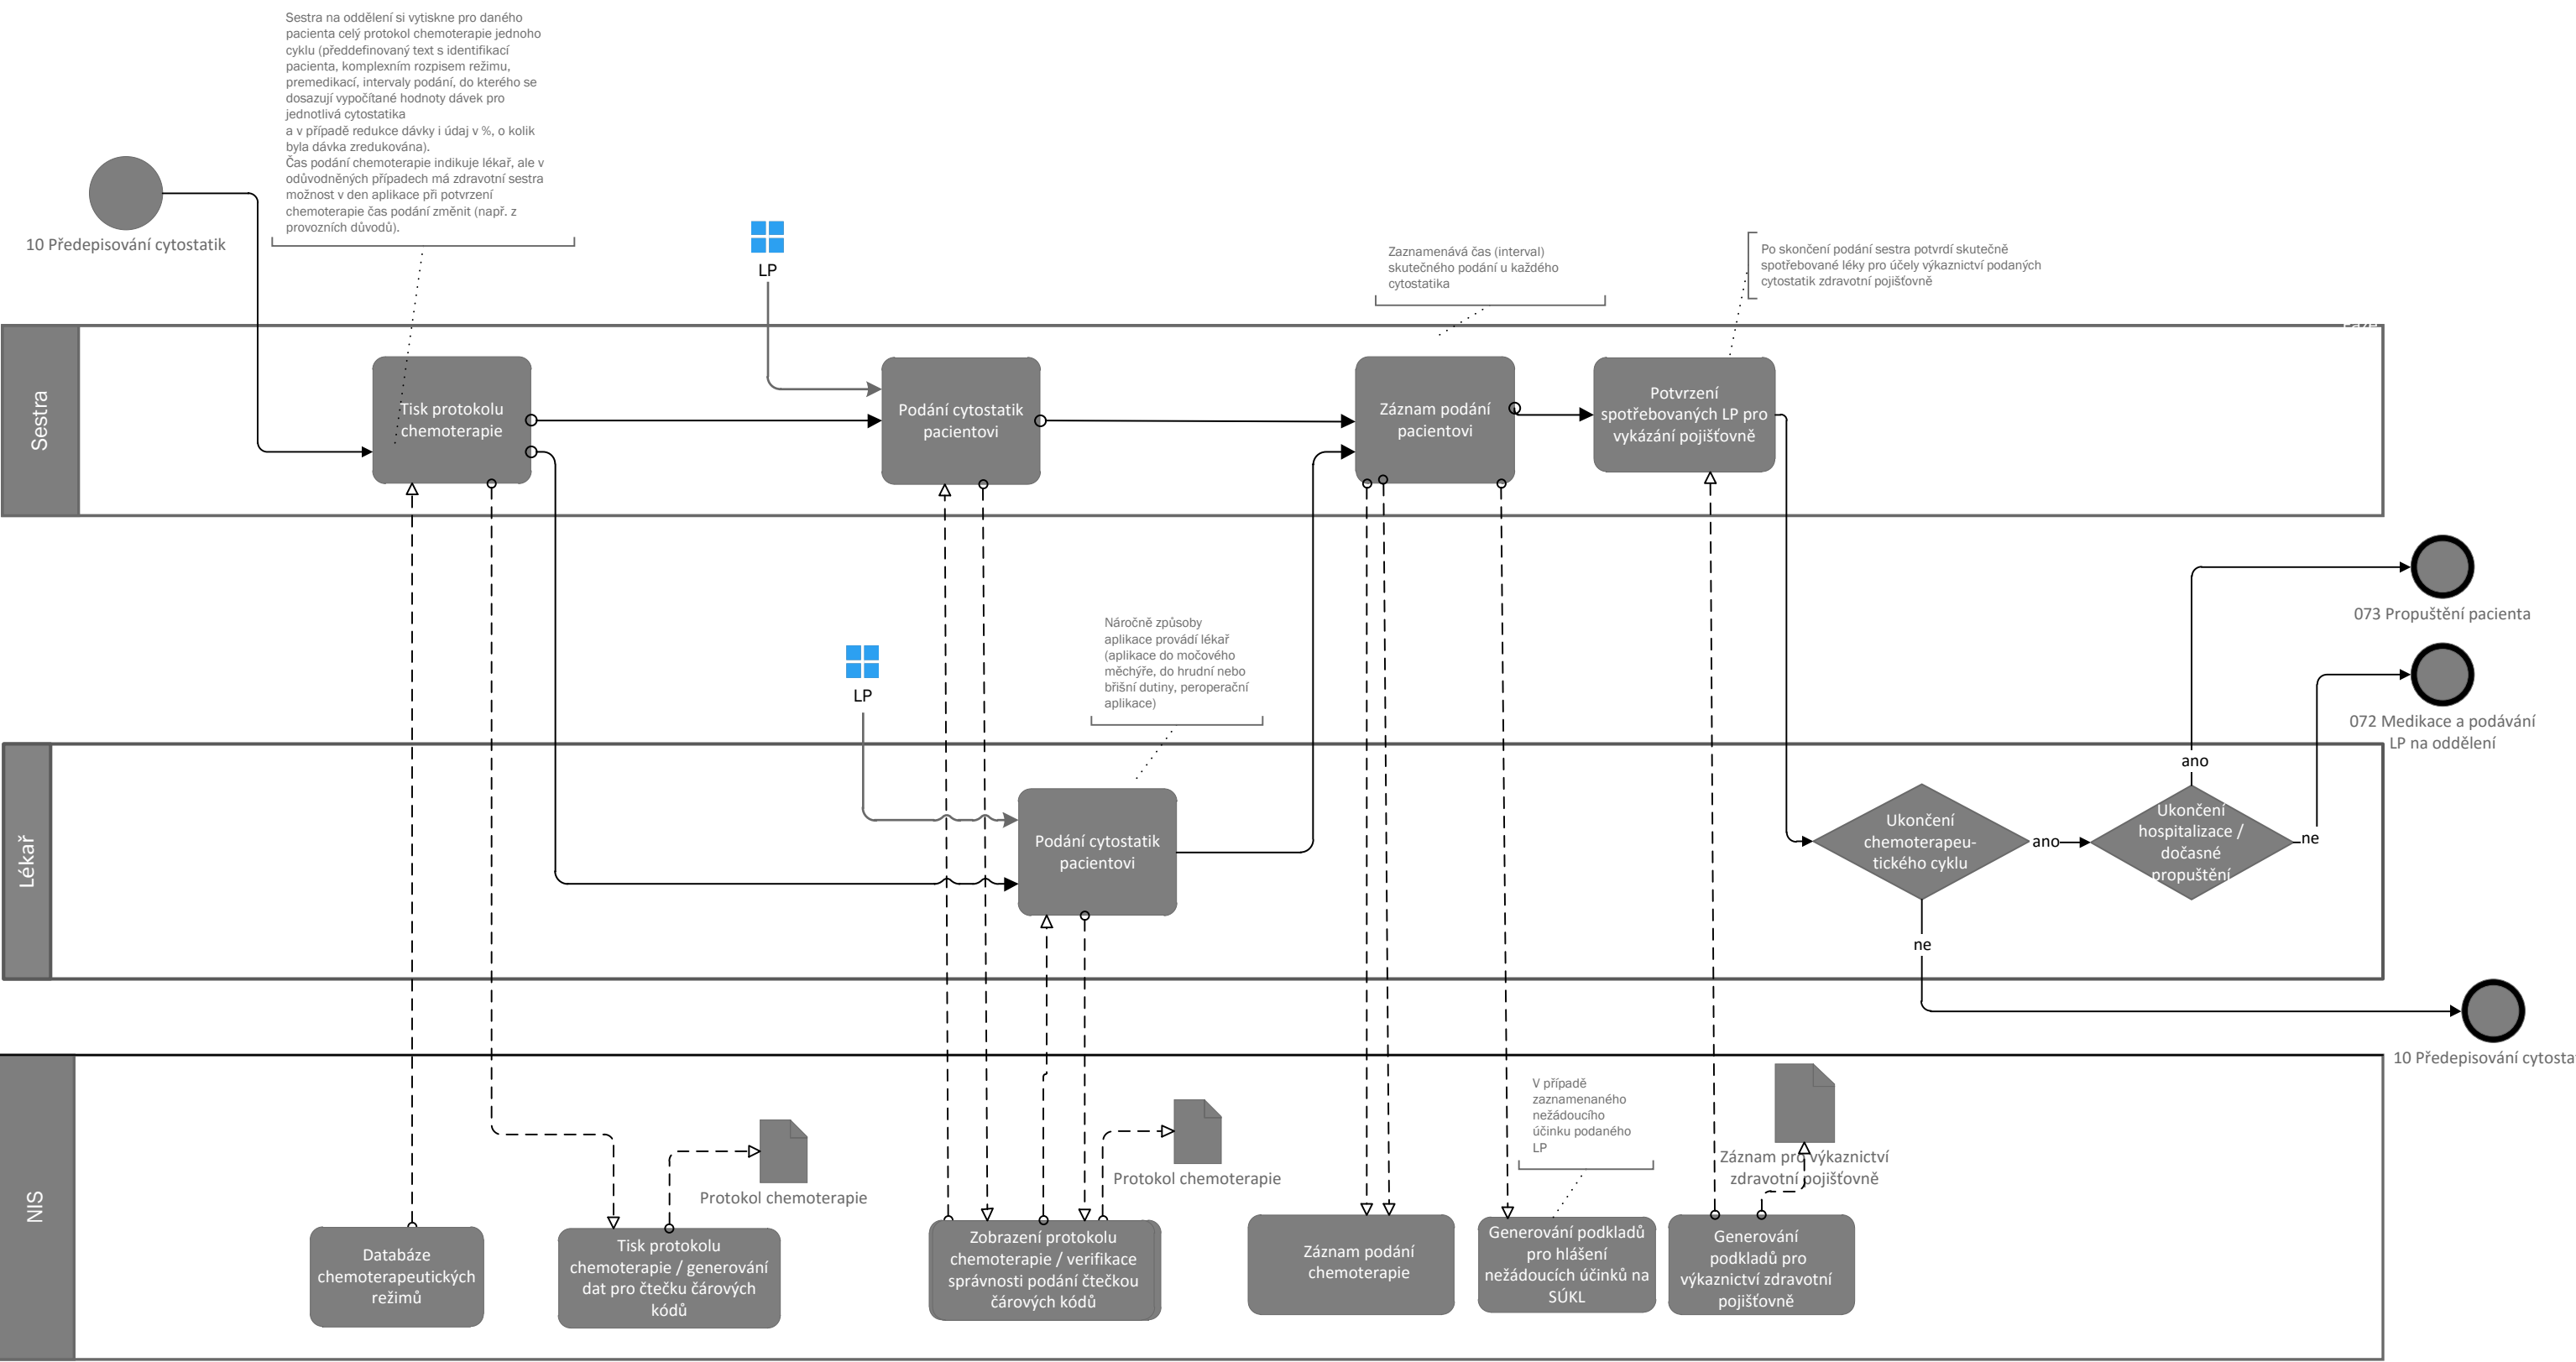 Sestra na oddělení si vytiskne pro daného
pacienta celý protokol chemoterapie jednoho
cyklu (předdefinovaný text s identifikací
pacienta, komplexním rozpisem režimu,
premedikací, intervaly podání, do kterého se
dosazují vypočítané hodnoty dávek pro
jednotlivá cytostatika
a v případě redukce dávky i údaj v %, o kolik
byla dávka zredukována).
Čas podání chemoterapie indikuje lékař, ale v
odůvodněných případech má zdravotní sestra
možnost v den aplikace při potvrzení
chemoterapie čas podání změnit (např. z
provozních důvodů).
10 Předepisování cytostatik
LP
Zaznamenává čas (interval)
skutečného podání u každého
cytostatika
Po skončení podání sestra potvrdí skutečně
spotřebované léky pro účely výkaznictví podaných
cytostatik zdravotní pojišťovně
Sestra
Tisk protokolu
chemoterapie
Podání cytostatik
pacientovi
Záznam podání
pacientovi
Potvrzení
spotřebovaných LP pro
vykázání pojišťovně
073 Propuštění pacienta
072 Medikace a podávání
LP na oddělení
LP
Náročně způsoby
aplikace provádí lékař
(aplikace do močového
měchýře, do hrudní nebo
břišní dutiny, peroperační
aplikace)
Lékař
Podání cytostatik
pacientovi
Ukončení
chemoterapeu-
tického cyklu
ano
Ukončení
hospitalizace /
dočasné
propuštění
ano
ne
ne
10 Předepisování cytosta
NIS
Protokol chemoterapie
Protokol chemoterapie
V případě
zaznamenaného
nežádoucího
účinku podaného
LP
Záznam pro výkaznictví
zdravotní pojišťovně
Databáze
chemoterapeutických
režimů
Tisk protokolu
chemoterapie / generování
dat pro čtečku čárových
kódů
Zobrazení protokolu
chemoterapie / verifikace
správnosti podání čtečkou
čárových kódů
Záznam podání
chemoterapie
Generování podkladů
pro hlášení
nežádoucích účinků na
SÚKL
Generování
podkladů pro
výkaznictví zdravotní
pojišťovně